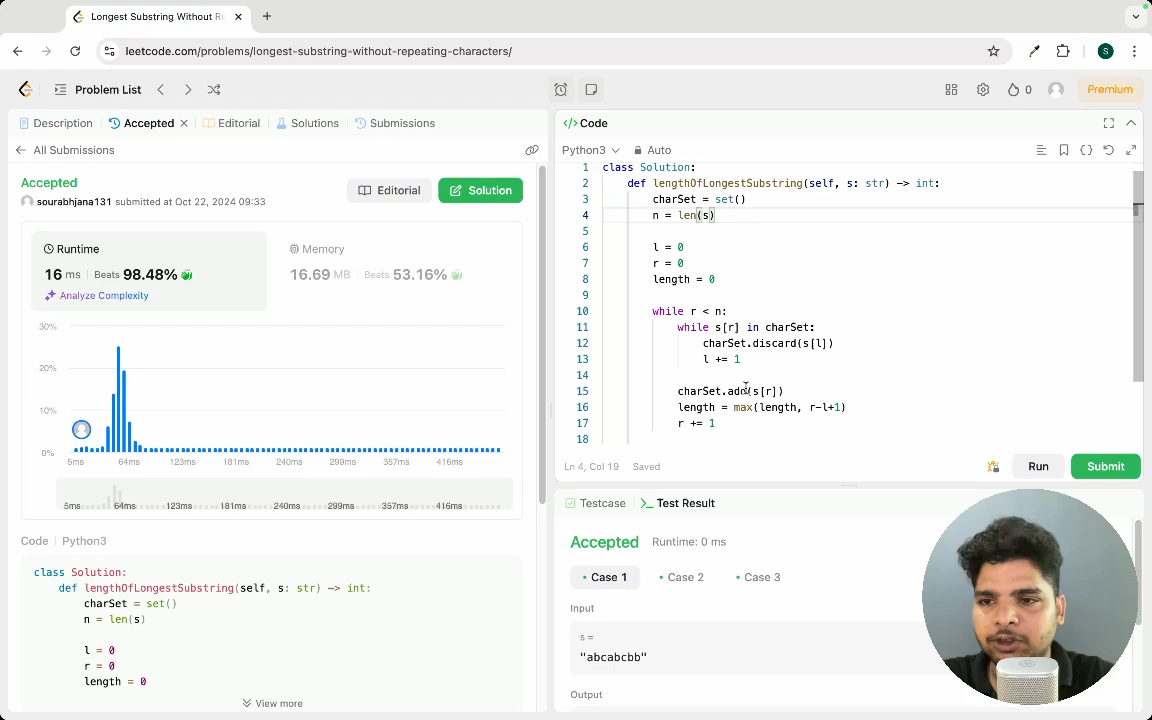 Longest Substring Without Re
leetcode.com/problems/longest-substring-without-repeating-characters/
S
Problem List
0
Premium
Description
Accepted
Editorial
Solutions
Submissions
All Submissions
Accepted
sourabhjana131 submitted at Oct 22, 2024 09:33
Editorial
Solution
Runtime
16 ms
Beats 98.48%
Analyze Complexity
Memory
16.69 MB
Beats 53.16%
30%
20%
10%
0%
5ms 64ms 123ms 181ms 240ms 299ms 357ms 416ms
5ms 64ms 123ms 181ms 240ms 299ms 357ms 416ms
Code
Python3
class Solution:
def lengthOfLongestSubstring(self, s: str) -> int:
charSet = set()
n = len(s)
l = 0
r = 0
length = 0
View more
</> Code
Python3
Auto
1 class Solution:
2 def lengthOfLongestSubstring(self, s: str) -> int:
3 charSet = set()
4 n = len(s)
5
6 l = 0
7 r = 0
8 length = 0
9
10 while r < n:
11 while s[r] in charSet:
12 charSet.discard(s[l])
13 l += 1
14
15 charSet.add(s[r])
16 length = max(length, r-l+1)
17 r += 1
18
Ln 4, Col 19
Saved
Run
Submit
Testcase
>_ Test Result
Accepted
Runtime: 0 ms
• Case 1
• Case 2
• Case 3
Input
s =
"abcabcbb"
Output